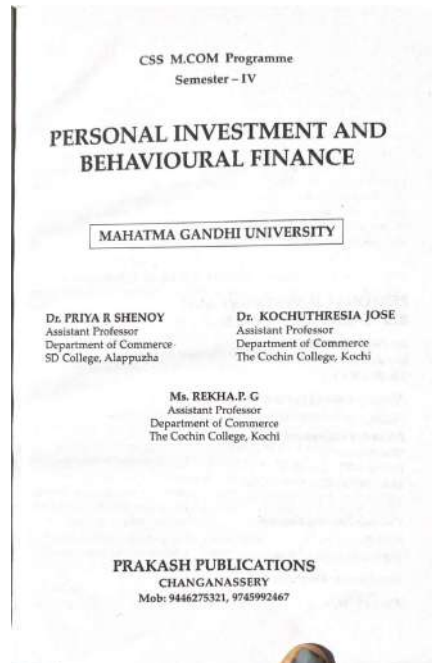 CSS M.COM Programme
Semester – IV
PERSONAL INVESTMENT AND
BEHAVIOURAL FINANCE
MAHATMA GANDHI UNIVERSITY
Dr. PRIYA R SHENOY
Assistant Professor
Department of Commerce
SD College, Alappuzha
Dr. KOCHUTHRESIA JOSE
Assistant Professor
Department of Commerce
The Cochin College, Kochi
Ms. REKHA.P. G
Assistant Professor
Department of Commerce
The Cochin College, Kochi
PRAKASH PUBLICATIONS
CHANGANASSERY
Mob: 9446275321, 9745992467